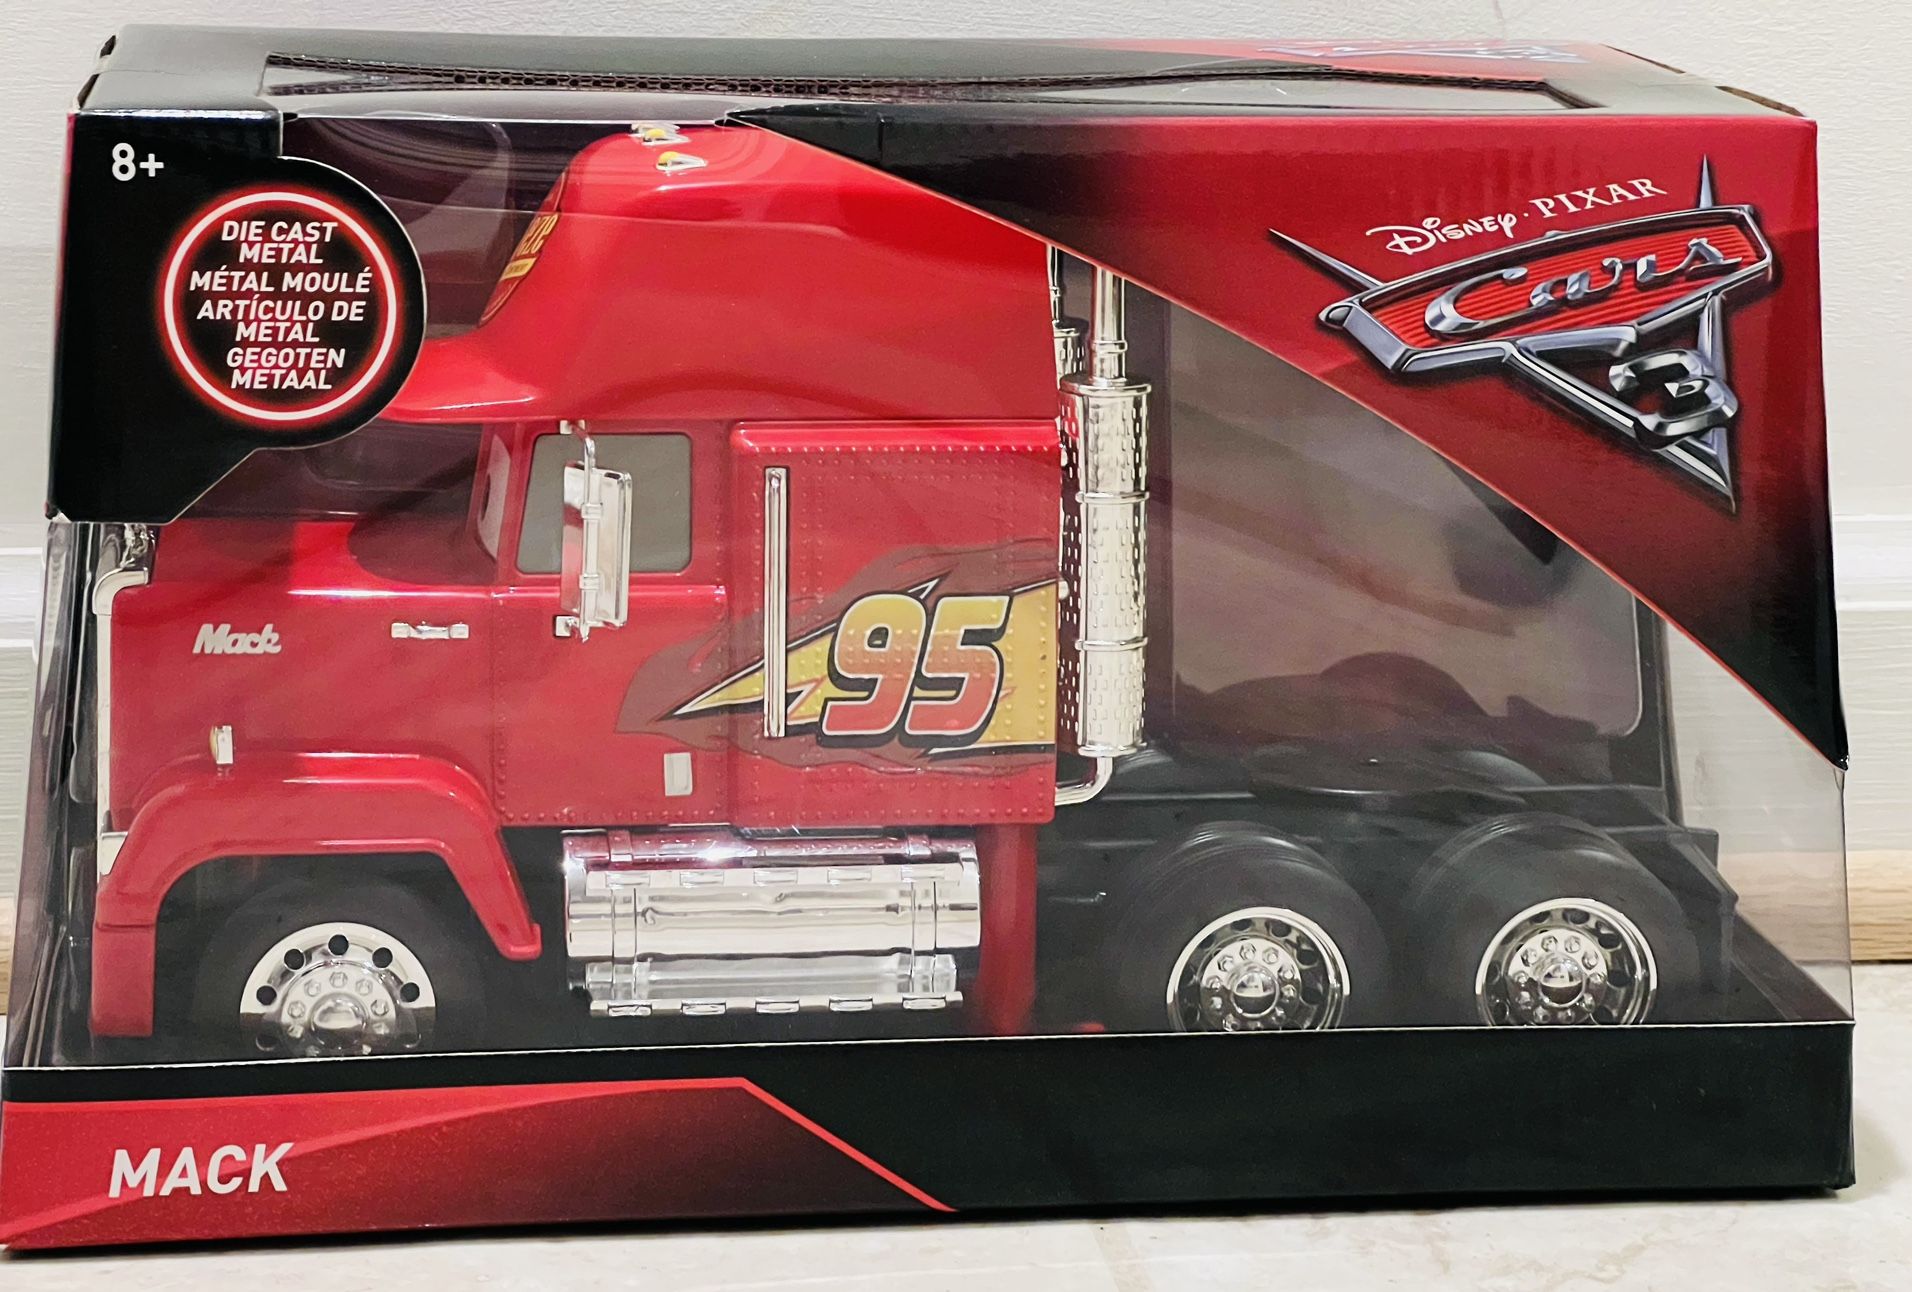 8+
DIE CAST
METAL
MÉTAL MOULÉ
ARTÍCULO DE
METAL
GEGOTEN
METAAL
DISNEY · PIXAR
Cars
3
Mack
95
MACK